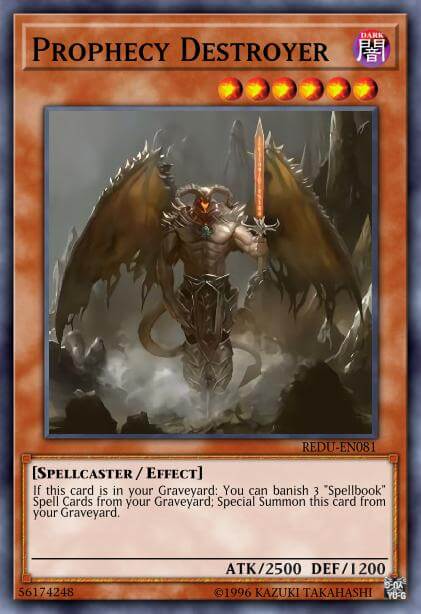 PROPHECY DESTROYER
DARK
闇
REDU-EN081
[SPELLCASTER / EFFECT]
If this card is in your Graveyard: You can banish 3 "Spellbook"
Spell Cards from your Graveyard; Special Summon this card from
your Graveyard.
ATK/2500 DEF/1200
56174248
©1996 KAZUKI TAKAHASHI